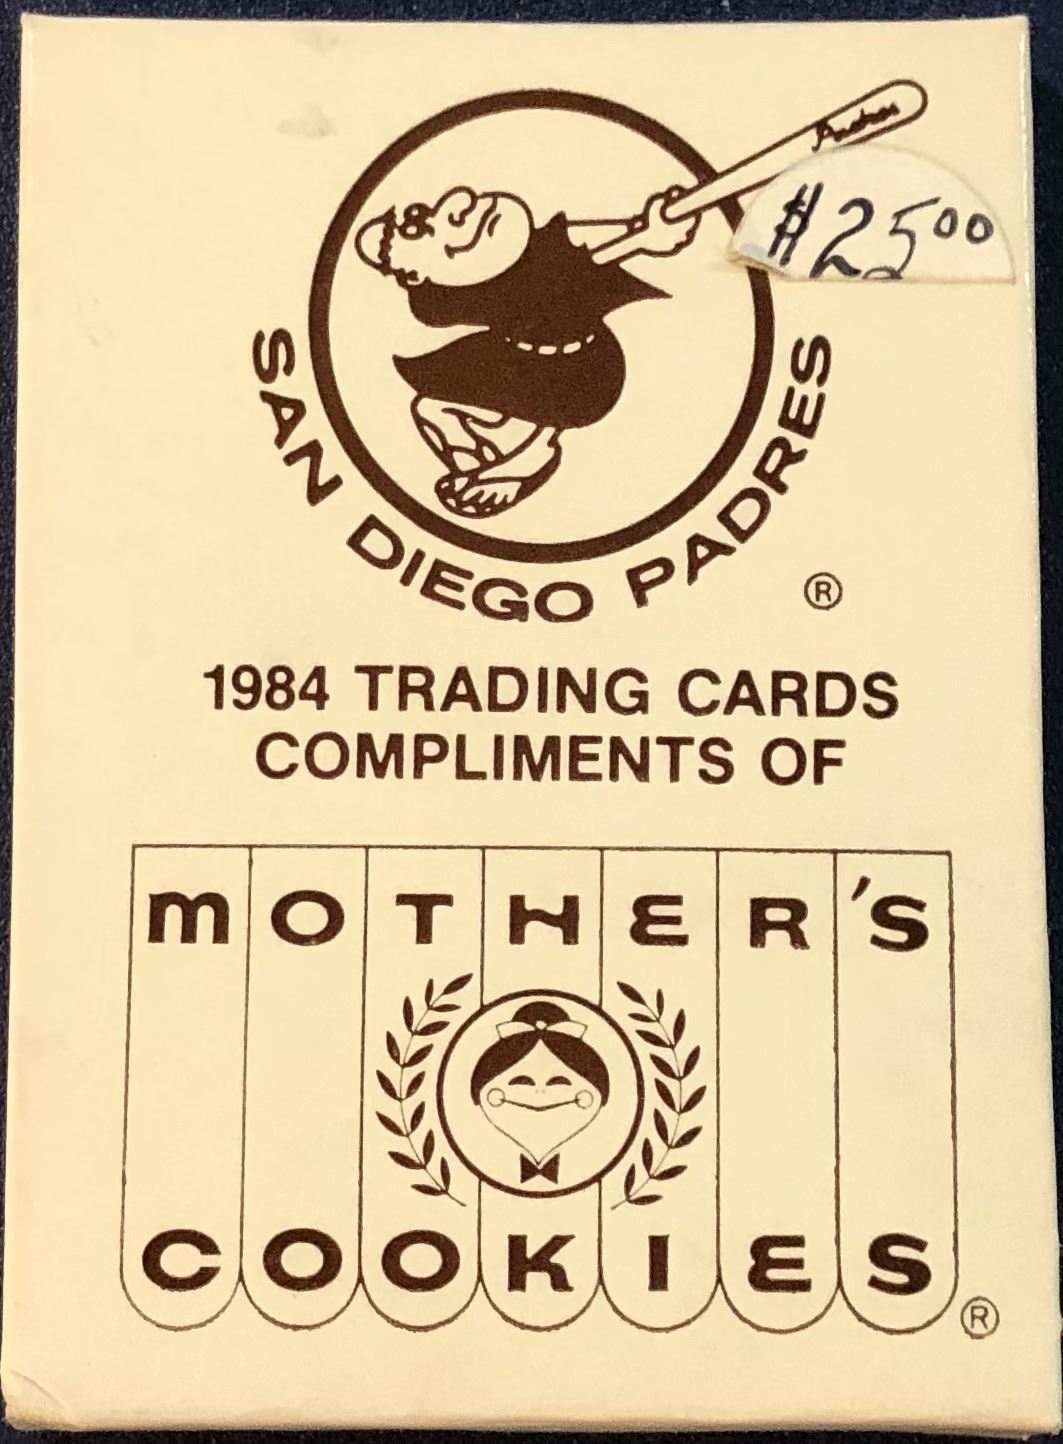 Padres
$25.00
SAN DIEGO PADRES ®
1984 TRADING CARDS
COMPLIMENTS OF
MOTHER'S
COOKIES ®